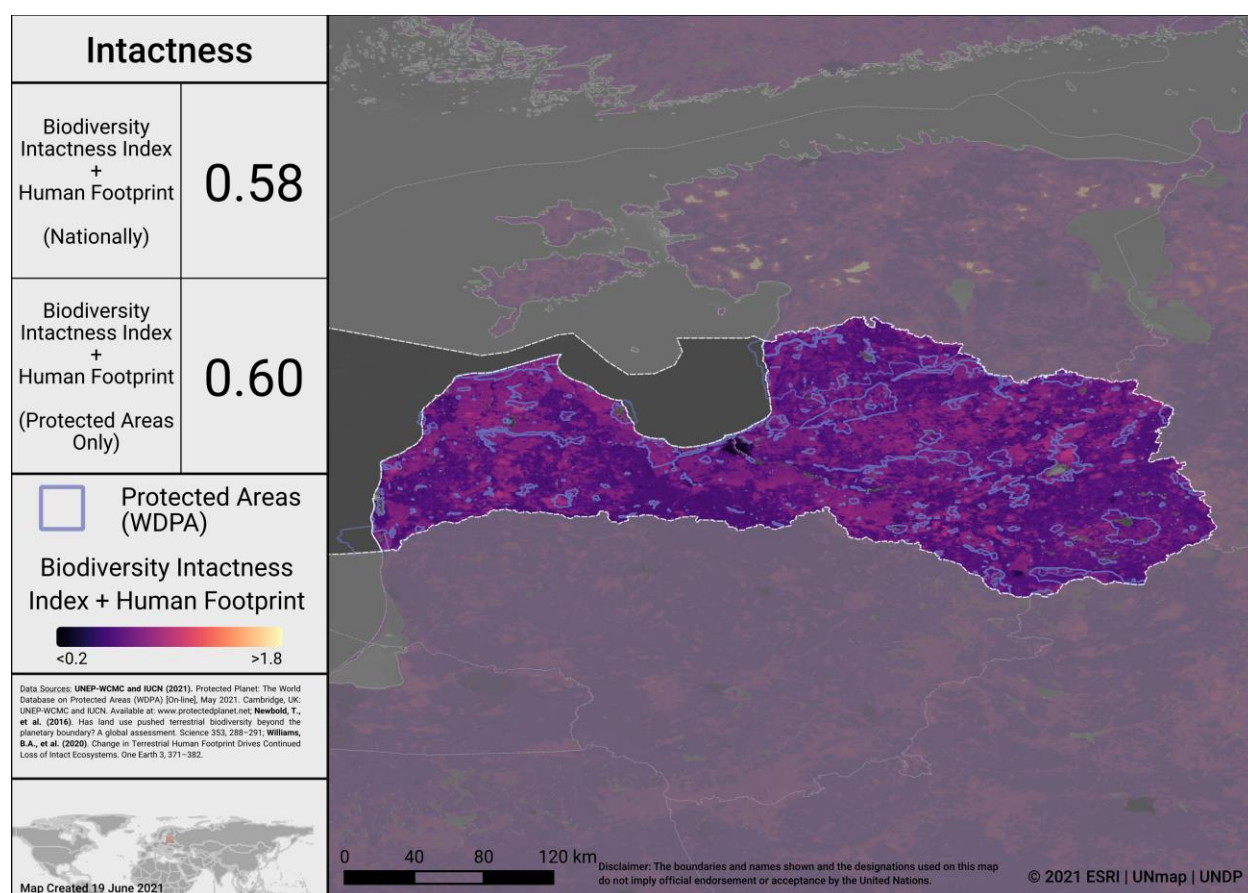 Intactness
Biodiversity
Intactness Index
+
Human Footprint
(Nationally)
0.58
Biodiversity
Intactness Index
+
Human Footprint
(Protected Areas
Only)
0.60
Protected Areas
(WDPA)
Biodiversity Intactness
Index + Human Footprint
<0.2
>1.8
Data Sources: UNEP-WCMC and IUCN (2021). Protected Planet: The World
Database on Protected Areas (WDPA) [On-line], May 2021. Cambridge, UK:
UNEP-WCMC and IUCN. Available at: www.protectedplanet.net; Newbold, T.,
et al. (2016). Has land use pushed terrestrial biodiversity beyond the
planetary boundary? A global assessment. Science 353, 288–291; Williams,
B.A., et al. (2020). Change in Terrestrial Human Footprint Drives Continued
Loss of Intact Ecosystems. One Earth 3, 371–382.
Map Created 19 June 2021
0 40 80 120 km
Disclaimer: The boundaries and names shown and the designations used on this map
do not imply official endorsement or acceptance by the United Nations.
© 2021 ESRI | UNmap | UNDP